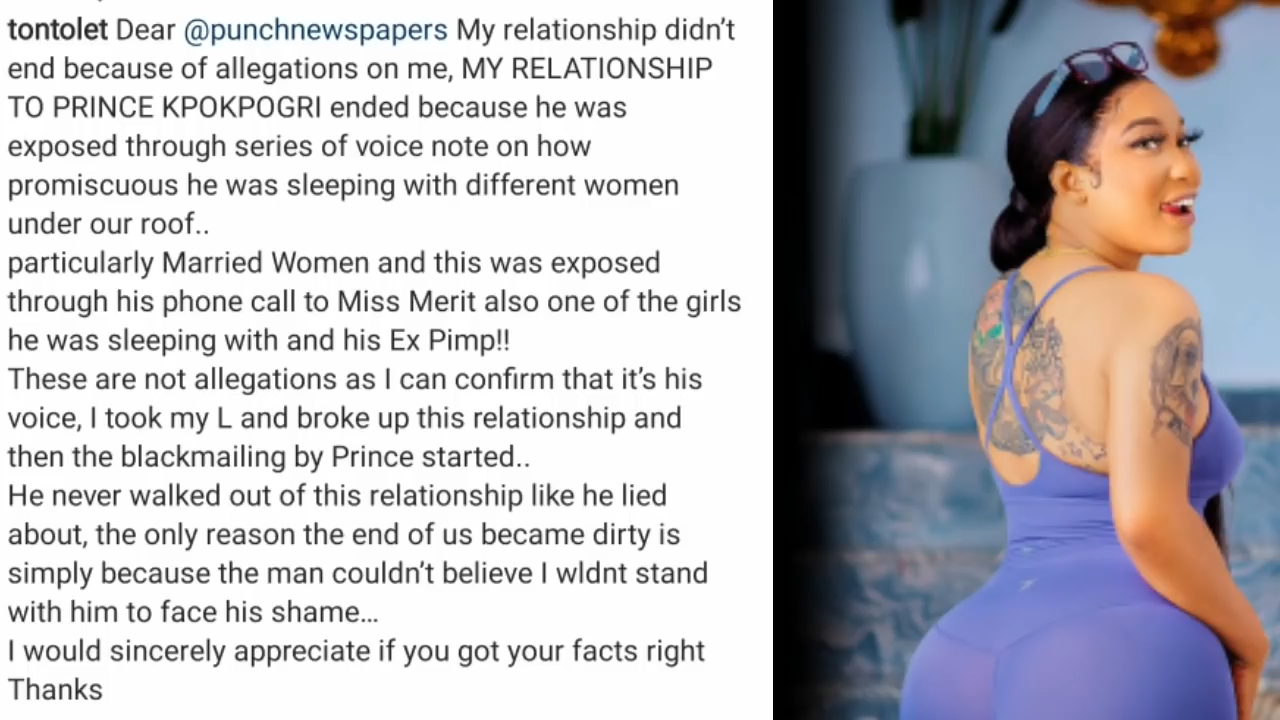 tontolet Dear @punchnewspapers My relationship didn't
end because of allegations on me, MY RELATIONSHIP
TO PRINCE KPOKPOGRI ended because he was
exposed through series of voice note on how
promiscuous he was sleeping with different women
under our roof..
particularly Married Women and this was exposed
through his phone call to Miss Merit also one of the girls
he was sleeping with and his Ex Pimp!!
These are not allegations as I can confirm that it's his
voice, I took my L and broke up this relationship and
then the blackmailing by Prince started..
He never walked out of this relationship like he lied
about, the only reason the end of us became dirty is
simply because the man couldn't believe I wldnt stand
with him to face his shame...
I would sincerely appreciate if you got your facts right
Thanks